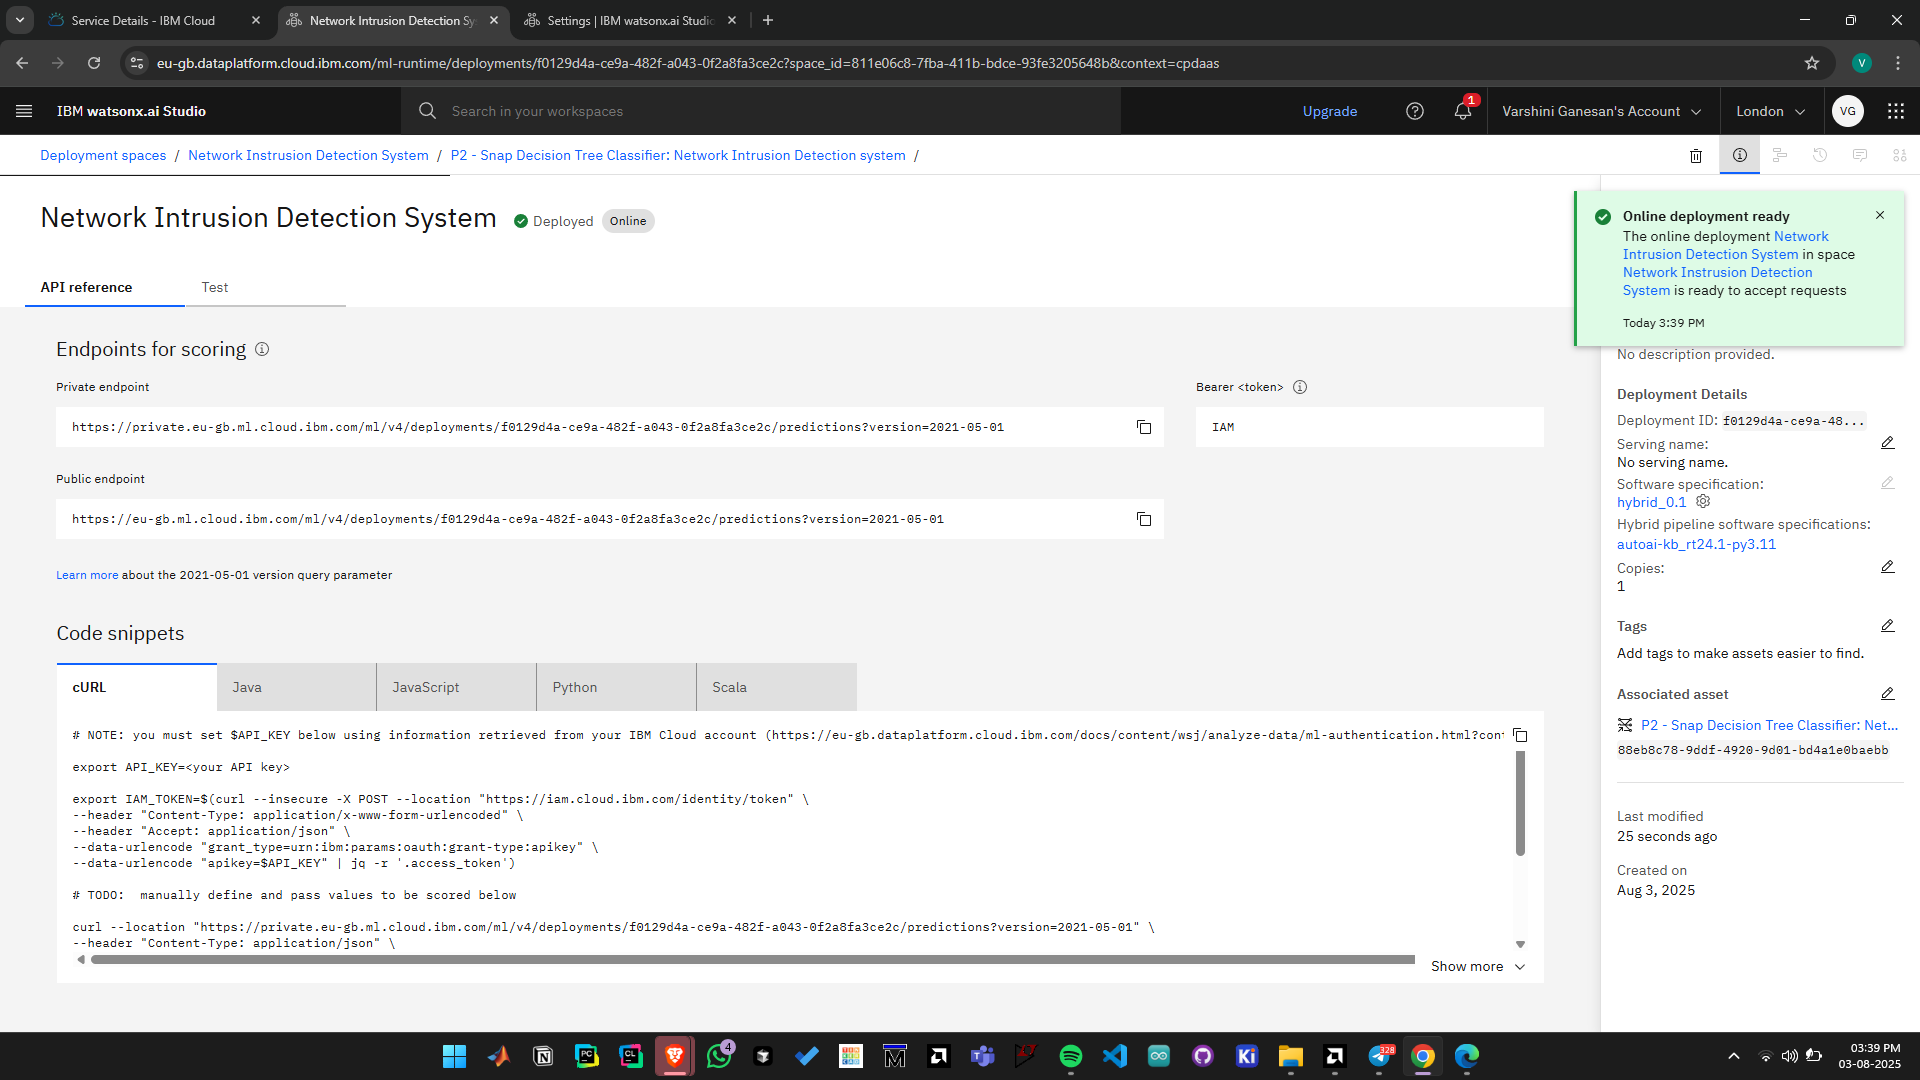 Service Details - IBM Cloud
Network Intrusion Detection Sy
Settings | IBM watsonx.ai Studio
eu-gb.dataplatform.cloud.ibm.com/ml-runtime/deployments/f0129d4a-ce9a-482f-a043-0f2a8fa3ce2c?space_id=811e06c8-7fba-411b-bdce-93fe3205648b&context=cpdaas
V
IBM watsonx.ai Studio
Search in your workspaces
Upgrade
1
Varshini Ganesan's Account
London
VG
Deployment spaces / Network Instrusion Detection System / P2 - Snap Decision Tree Classifier: Network Intrusion Detection system /
Network Intrusion Detection System
Deployed
Online
API reference
Test
Online deployment ready
The online deployment Network
Intrusion Detection System in space
Network Instrusion Detection
System is ready to accept requests
Today 3:39 PM
Endpoints for scoring
Private endpoint
https://private.eu-gb.ml.cloud.ibm.com/ml/v4/deployments/f0129d4a-ce9a-482f-a043-0f2a8fa3ce2c/predictions?version=2021-05-01
Bearer <token>
IAM
Public endpoint
https://eu-gb.ml.cloud.ibm.com/ml/v4/deployments/f0129d4a-ce9a-482f-a043-0f2a8fa3ce2c/predictions?version=2021-05-01
Learn more about the 2021-05-01 version query parameter
Code snippets
cURL
Java
JavaScript
Python
Scala
# NOTE: you must set $API_KEY below using information retrieved from your IBM Cloud account (https://eu-gb.dataplatform.cloud.ibm.com/docs/content/wsj/analyze-data/ml-authentication.html?cont
export API_KEY=<your API key>
export IAM_TOKEN=$(curl --insecure -X POST --location "https://iam.cloud.ibm.com/identity/token" \
--header "Content-Type: application/x-www-form-urlencoded" \
--header "Accept: application/json" \
--data-urlencode "grant_type=urn:ibm:params:oauth:grant-type:apikey" \
--data-urlencode "apikey=$API_KEY" | jq -r '.access_token')
# TODO:  manually define and pass values to be scored below
curl --location "https://private.eu-gb.ml.cloud.ibm.com/ml/v4/deployments/f0129d4a-ce9a-482f-a043-0f2a8fa3ce2c/predictions?version=2021-05-01" \
--header "Content-Type: application/json" \
Show more
No description provided.
Deployment Details
Deployment ID: f0129d4a-ce9a-48...
Serving name:
No serving name.
Software specification:
hybrid_0.1
Hybrid pipeline software specifications:
autoai-kb_rt24.1-py3.11
Copies:
1
Tags
Add tags to make assets easier to find.
Associated asset
P2 - Snap Decision Tree Classifier: Net...
88eb8c78-9ddf-4920-9d01-bd4a1e0baebb
Last modified
25 seconds ago
Created on
Aug 3, 2025
PC
CL
4
Ki
328
03:39 PM
03-08-2025